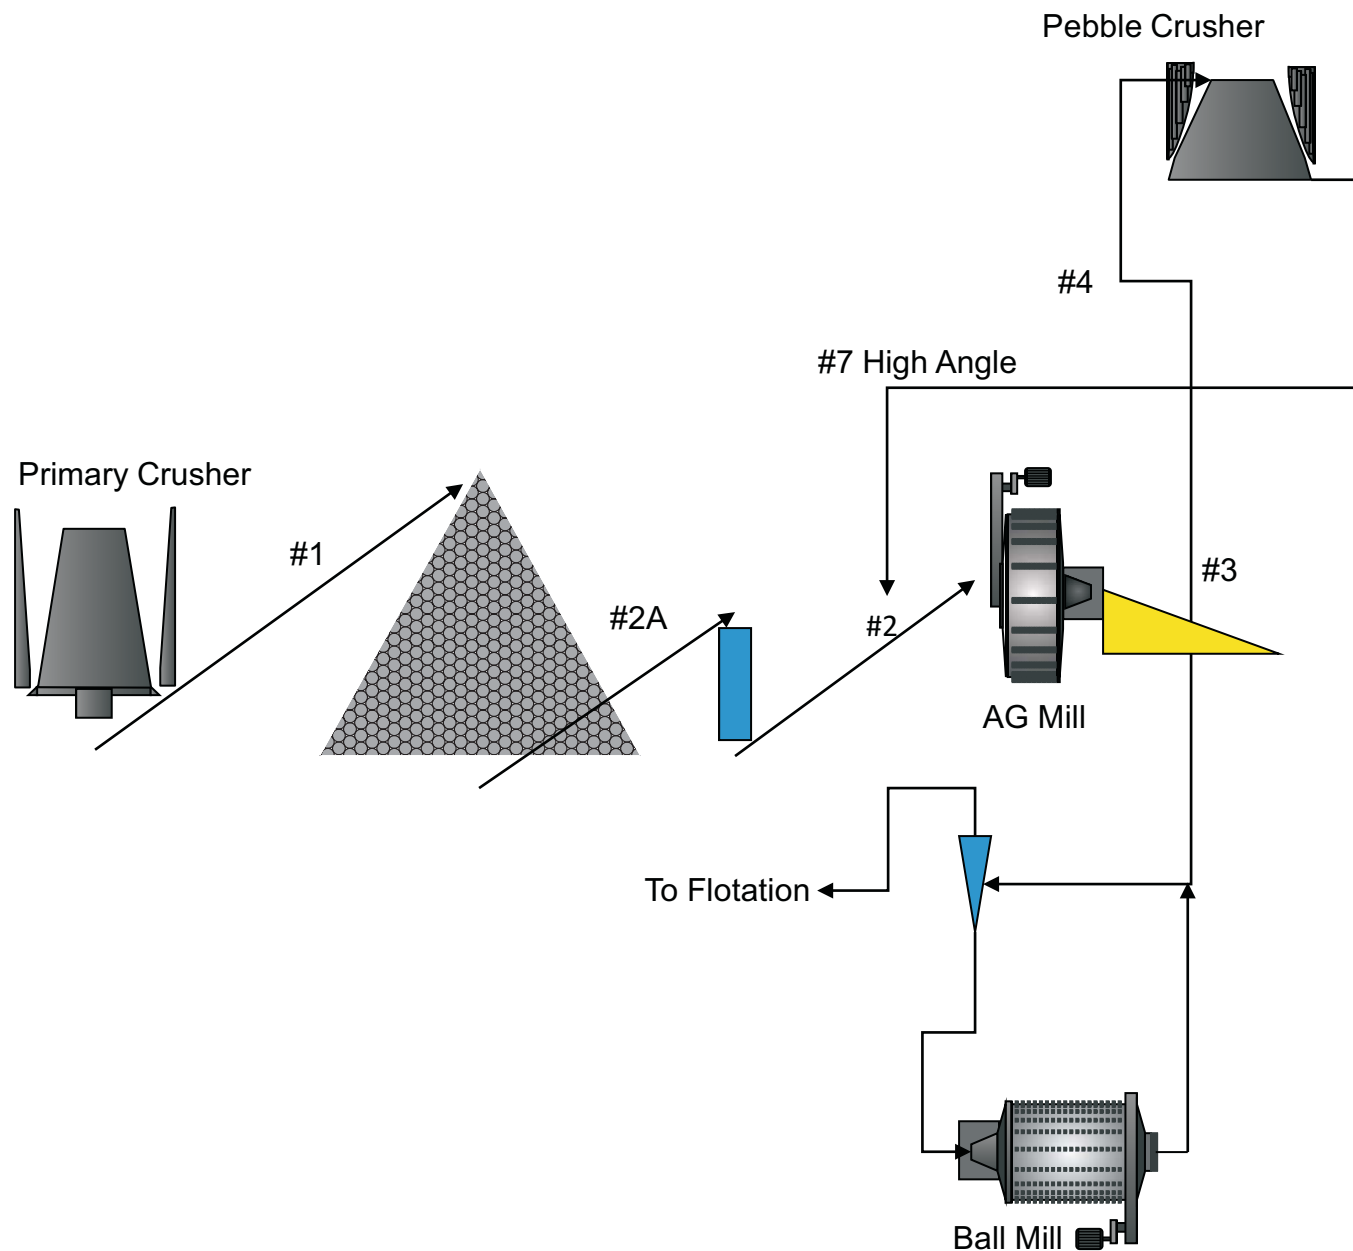 Pebble Crusher
#4
#7 High Angle
Primary Crusher
#1
#3
#2A
#2
AG Mill
To Flotation
Ball Mill